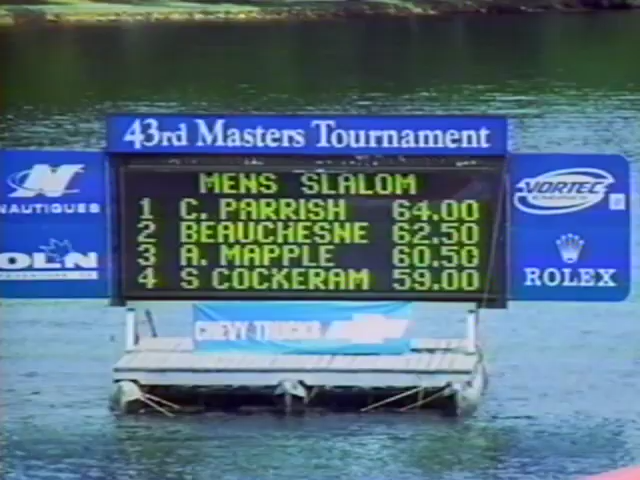 43rd Masters Tournament
MENS SLALOM
1 C. PARRISH 64.00
2 BEAUCHESNE 62.50
3 A. MAPPLE 60.50
4 S COCKERAM 59.00
NAUTIQUES
OLN
VORTEC
ROLEX
CHEVY TRUCKS